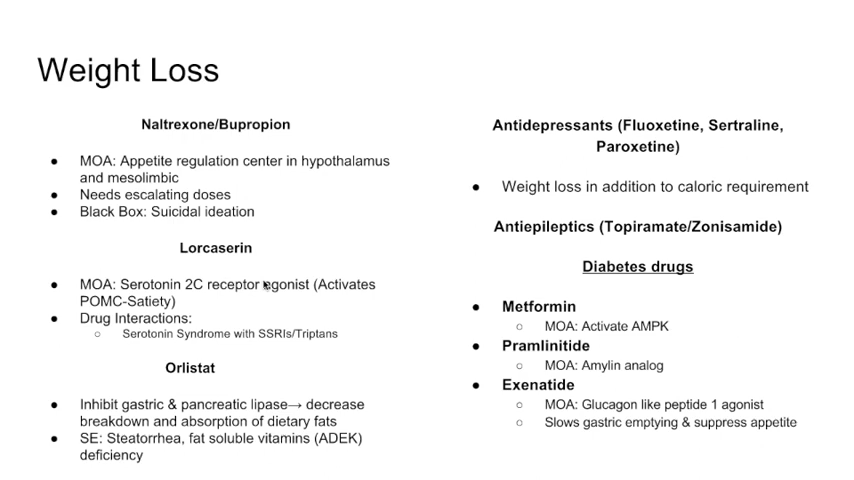 Weight Loss
Naltrexone/Bupropion
● MOA: Appetite regulation center in hypothalamus
and mesolimbic
● Needs escalating doses
● Black Box: Suicidal ideation
Lorcaserin
● MOA: Serotonin 2C receptor agonist (Activates
POMC-Satiety)
● Drug Interactions:
○ Serotonin Syndrome with SSRIs/Triptans
Orlistat
● Inhibit gastric & pancreatic lipase→ decrease
breakdown and absorption of dietary fats
● SE: Steatorrhea, fat soluble vitamins (ADEK)
deficiency
Antidepressants (Fluoxetine, Sertraline,
Paroxetine)
● Weight loss in addition to caloric requirement
Antiepileptics (Topiramate/Zonisamide)
Diabetes drugs
● Metformin
○ MOA: Activate AMPK
● Pramlinitide
○ MOA: Amylin analog
● Exenatide
○ MOA: Glucagon like peptide 1 agonist
○ Slows gastric emptying & suppress appetite